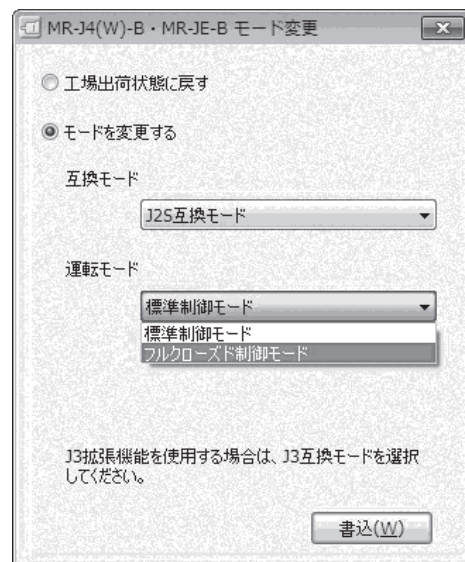 MR-J4(W)-B・MR-JE-B モード変更
工場出荷状態に戻す
モードを変更する
互換モード
J2S互換モード
運転モード
標準制御モード
標準制御モード
フルクローズド制御モード
J3拡張機能を使用する場合は、J3互換モードを選択
してください。
書込(W)